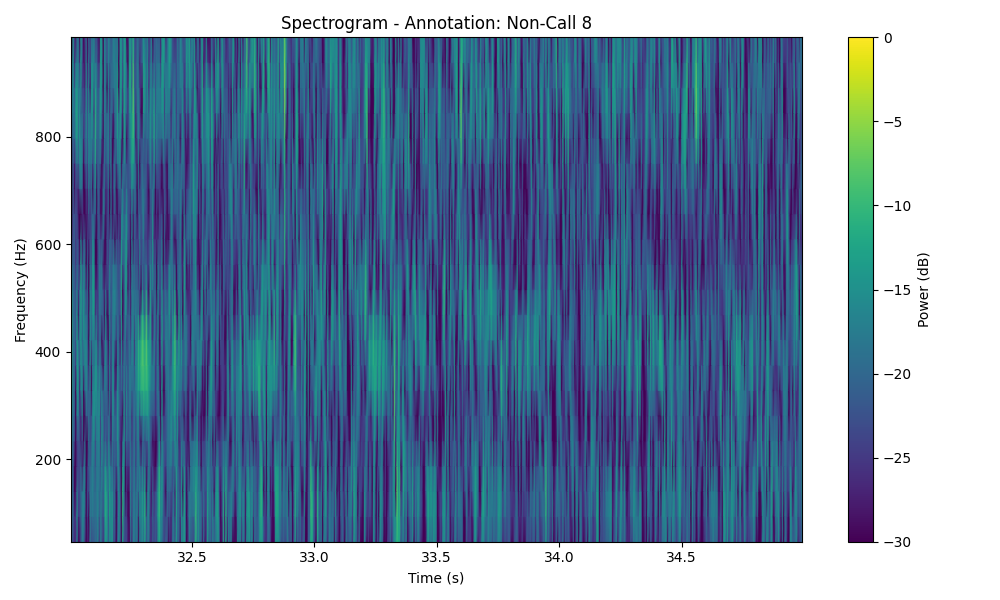 Spectrogram - Annotation: Non-Call 8
Frequency (Hz)
800
600
400
200
32.5 33.0 33.5 34.0 34.5
Time (s)
0
−5
−10
−15
−20
−25
−30
Power (dB)